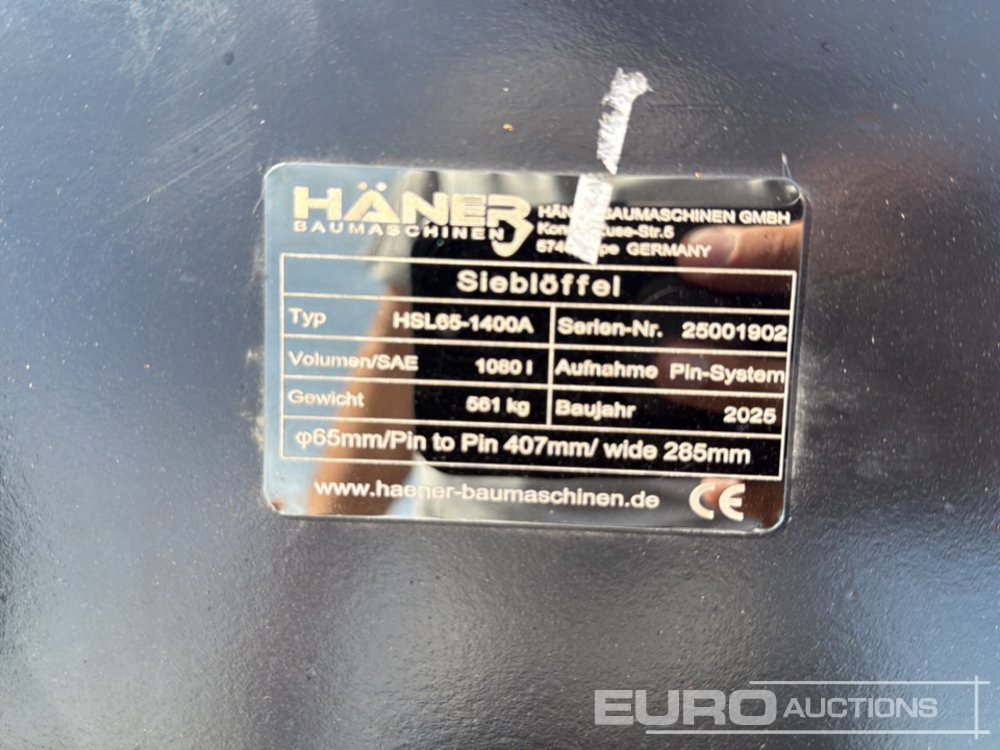 HÄNER
BAUMASCHINEN
BAUMASCHINEN GMBH
GERMANY
Sieblöffel
Typ HSL65-1400A Serien-Nr. 25001902
Volumen/SAE 1080 l Aufnahme Pin-System
Gewicht 561 kg Baujahr 2025
φ65mm/Pin to Pin 407mm/ wide 285mm
www.haener-baumaschinen.de CE
EURO AUCTIONS